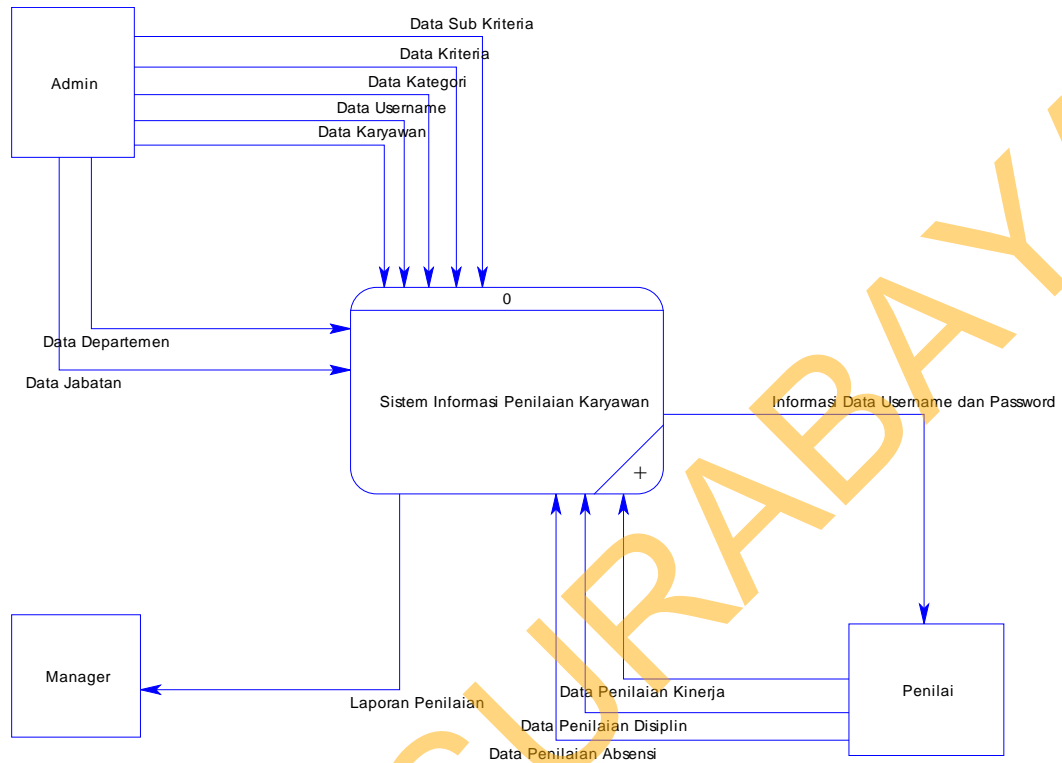 Data Sub Kriteria
Data Kriteria
Admin
Data Kategori
Data Username
Data Karyawan
0
Data Departemen
Data Jabatan
Sistem Informasi Penilaian Karyawan
Informasi Data Username dan Password
+
Manager
Penilai
Data Penilaian Kinerja
Laporan Penilaian
Data Penilaian Disiplin
Data Penilaian Absensi
SURABAYA